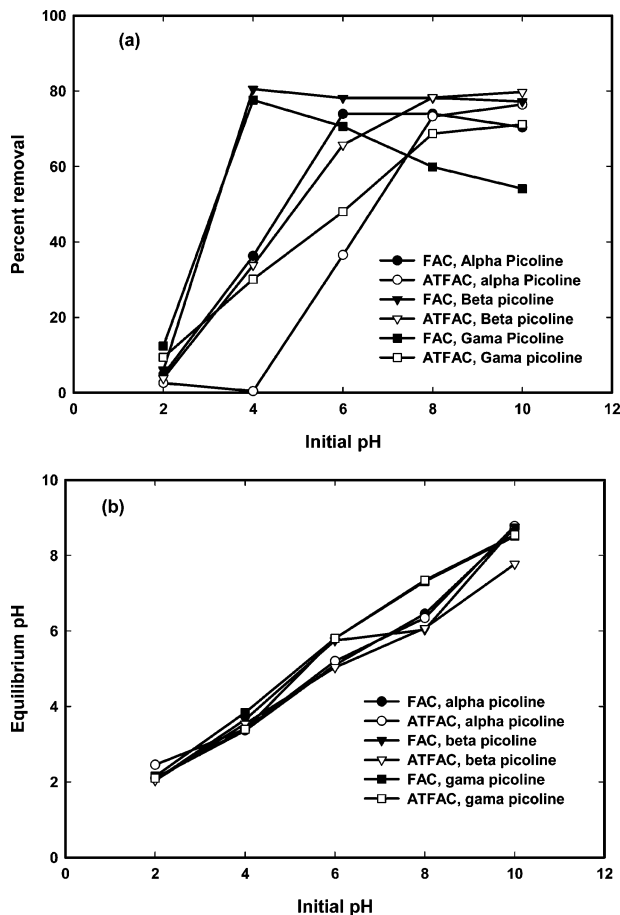 100
(a)
80
60
40
20
0
Percent removal
FAC, Alpha Picoline
ATFAC, alpha Picoline
FAC, Beta picoline
ATFAC, Beta picoline
FAC, Gama Picoline
ATFAC, Gama picoline
0 2 4 6 8 10 12
Initial pH
10
(b)
8
6
4
2
0
Equilibrium pH
FAC, alpha picoline
ATFAC, alpha picoline
FAC, beta picoline
ATFAC, beta picoline
FAC, gama picoline
ATFAC, gama picoline
0 2 4 6 8 10 12
Initial pH